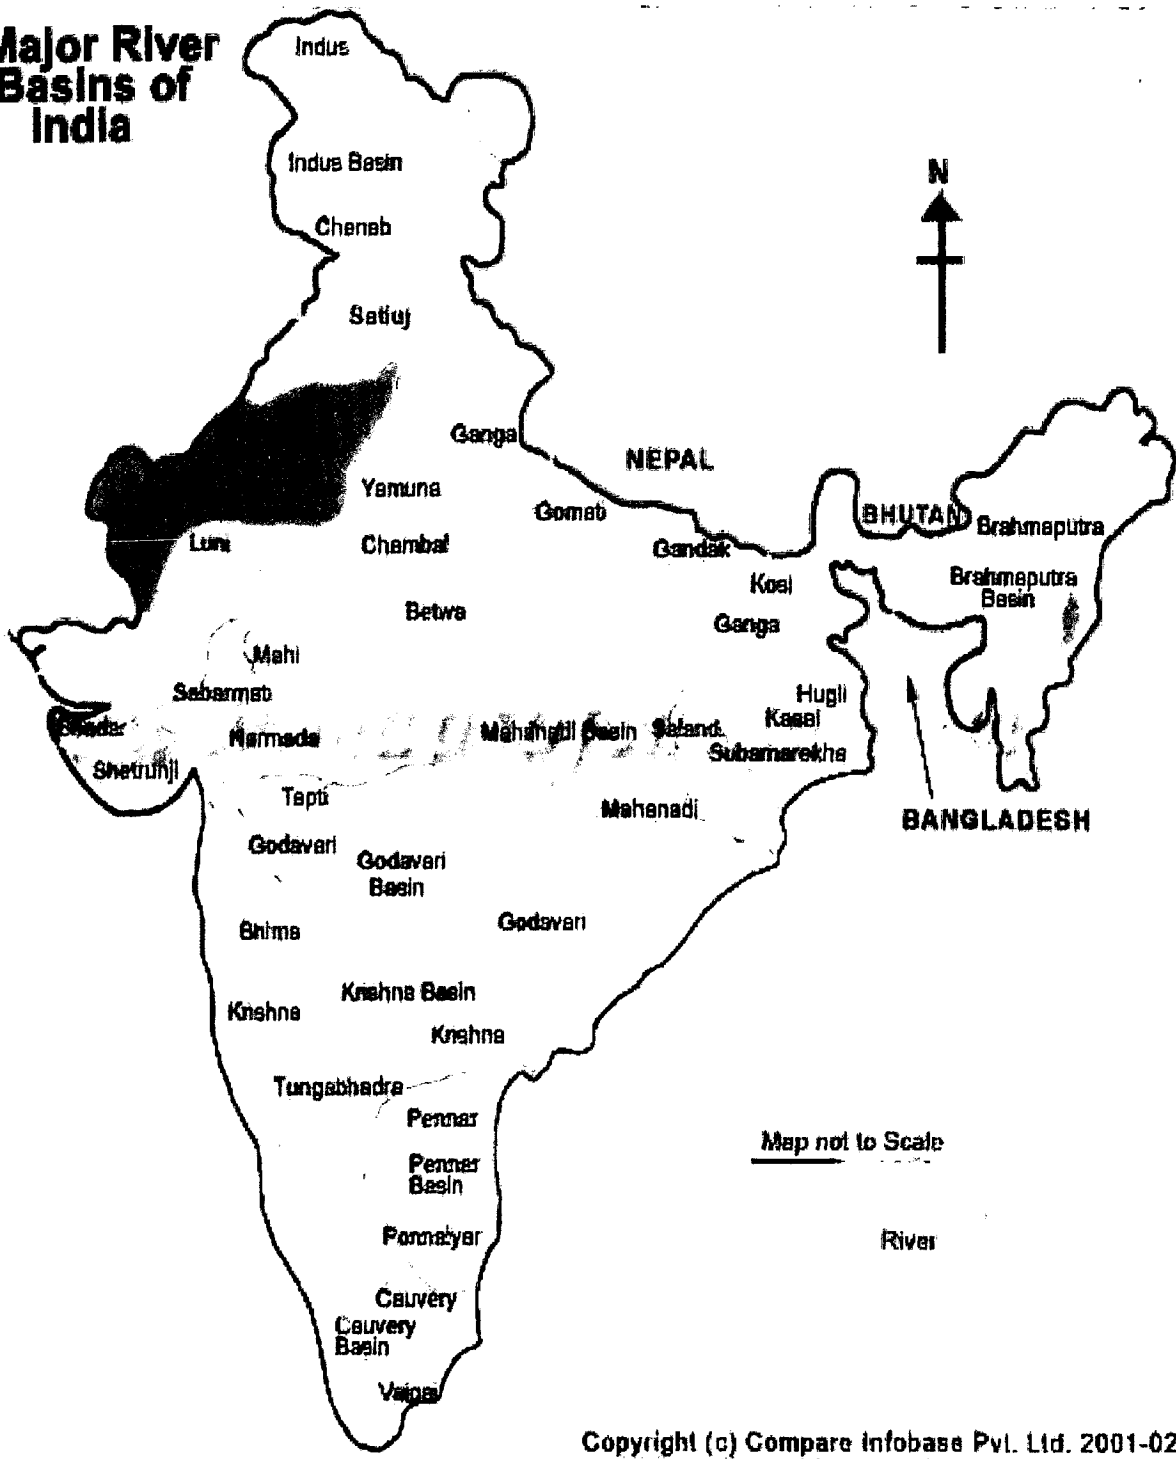 Major River
Basins of
India
Indus
Indus Basin
Chenab
N
Satluj
Ganga
NEPAL
Yamuna
Gomati
BHUTAN
Brahmaputra
Luni
Chambal
Gandak
Kosi
Brahmaputra
Basin
Betwa
Ganga
Mahi
Sabarmati
Hugli
Kasai
Bhadar
Narmada
Mahanadi Basin
Subarnarekha
Shetrunji
Tapti
Mahanadi
BANGLADESH
Godavari
Godavari
Basin
Godavari
Bhima
Krishna Basin
Krishna
Krishna
Tungabhadra
Pennar
Map not to Scale
Pennar
Basin
Ponnaiyar
River
Cauvery
Cauvery
Basin
Vaigai
Copyright (c) Compare Infobase Pvt. Ltd. 2001-02